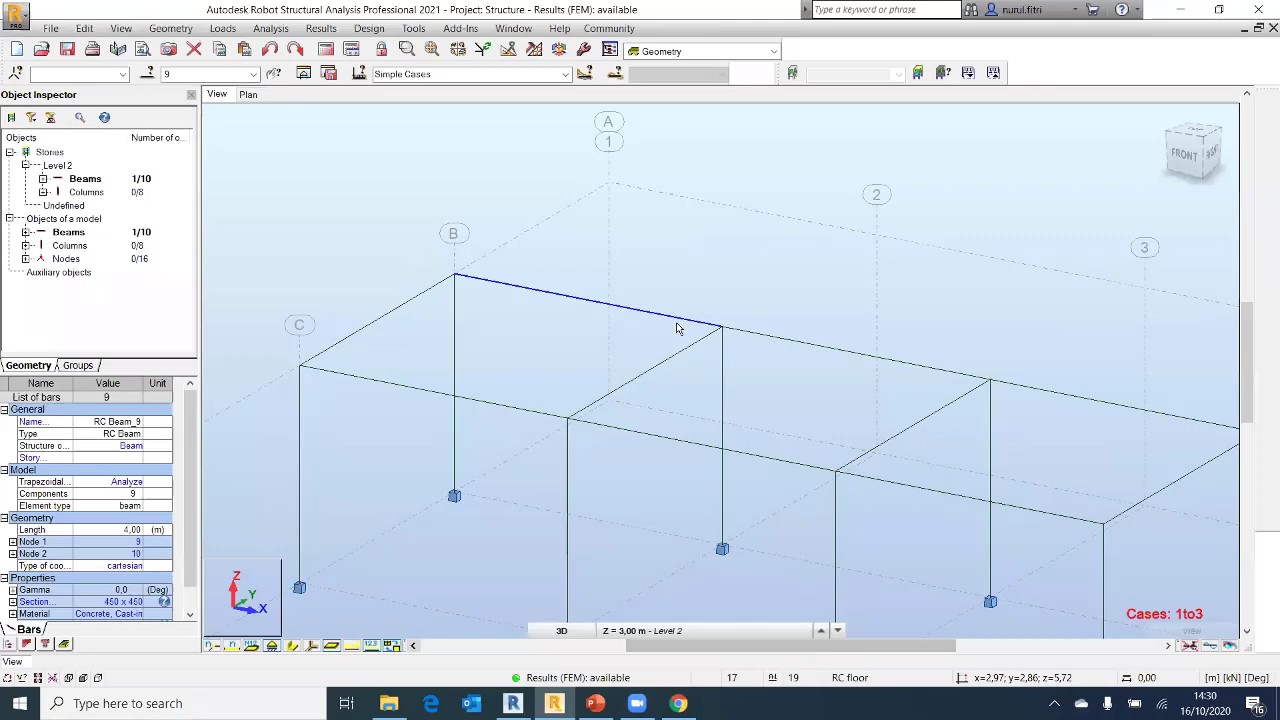 Autodesk Robot Structural Analysis Professional 2021 - Project: Structure - Results (FEM): available
Type a keyword or phrase
nurul.fitri
PRO
File Edit View Geometry Loads Analysis Results Design Tools Add-Ins Window Help Community
Geometry
9
Simple Cases
Object Inspector
View Plan
Objects Number of o...
Stories
Level 2
Beams 1/10
Columns 0/8
Undefined
Objects of a model
Beams 1/10
Columns 0/8
Nodes 0/16
Auxiliary objects
Geometry Groups
Name Value Unit
List of bars 9
General
Name... RC Beam_9
Type RC Beam
Structure o... Beam
Story...
Model
Trapezoidal... Analyze
Components 9
Element type beam
Geometry
Length 4,00 (m)
Node 1 9
Node 2 10
Type of coo... cartesian
Properties
Gamma 0,0 (Deg)
Section... 450 x 450
Material Concrete, Cast-in
Bars
A
1
2
B
3
C
FRONT
Z
Y
X
Cases: 1to3
view
3D Z = 3,00 m - Level 2
View
Results (FEM): available 17 19 RC floor x=2,97; y=2,86; z=5,72 0,00 [m] [kN] [Deg]
Type here to search
14:30
16/10/2020
16